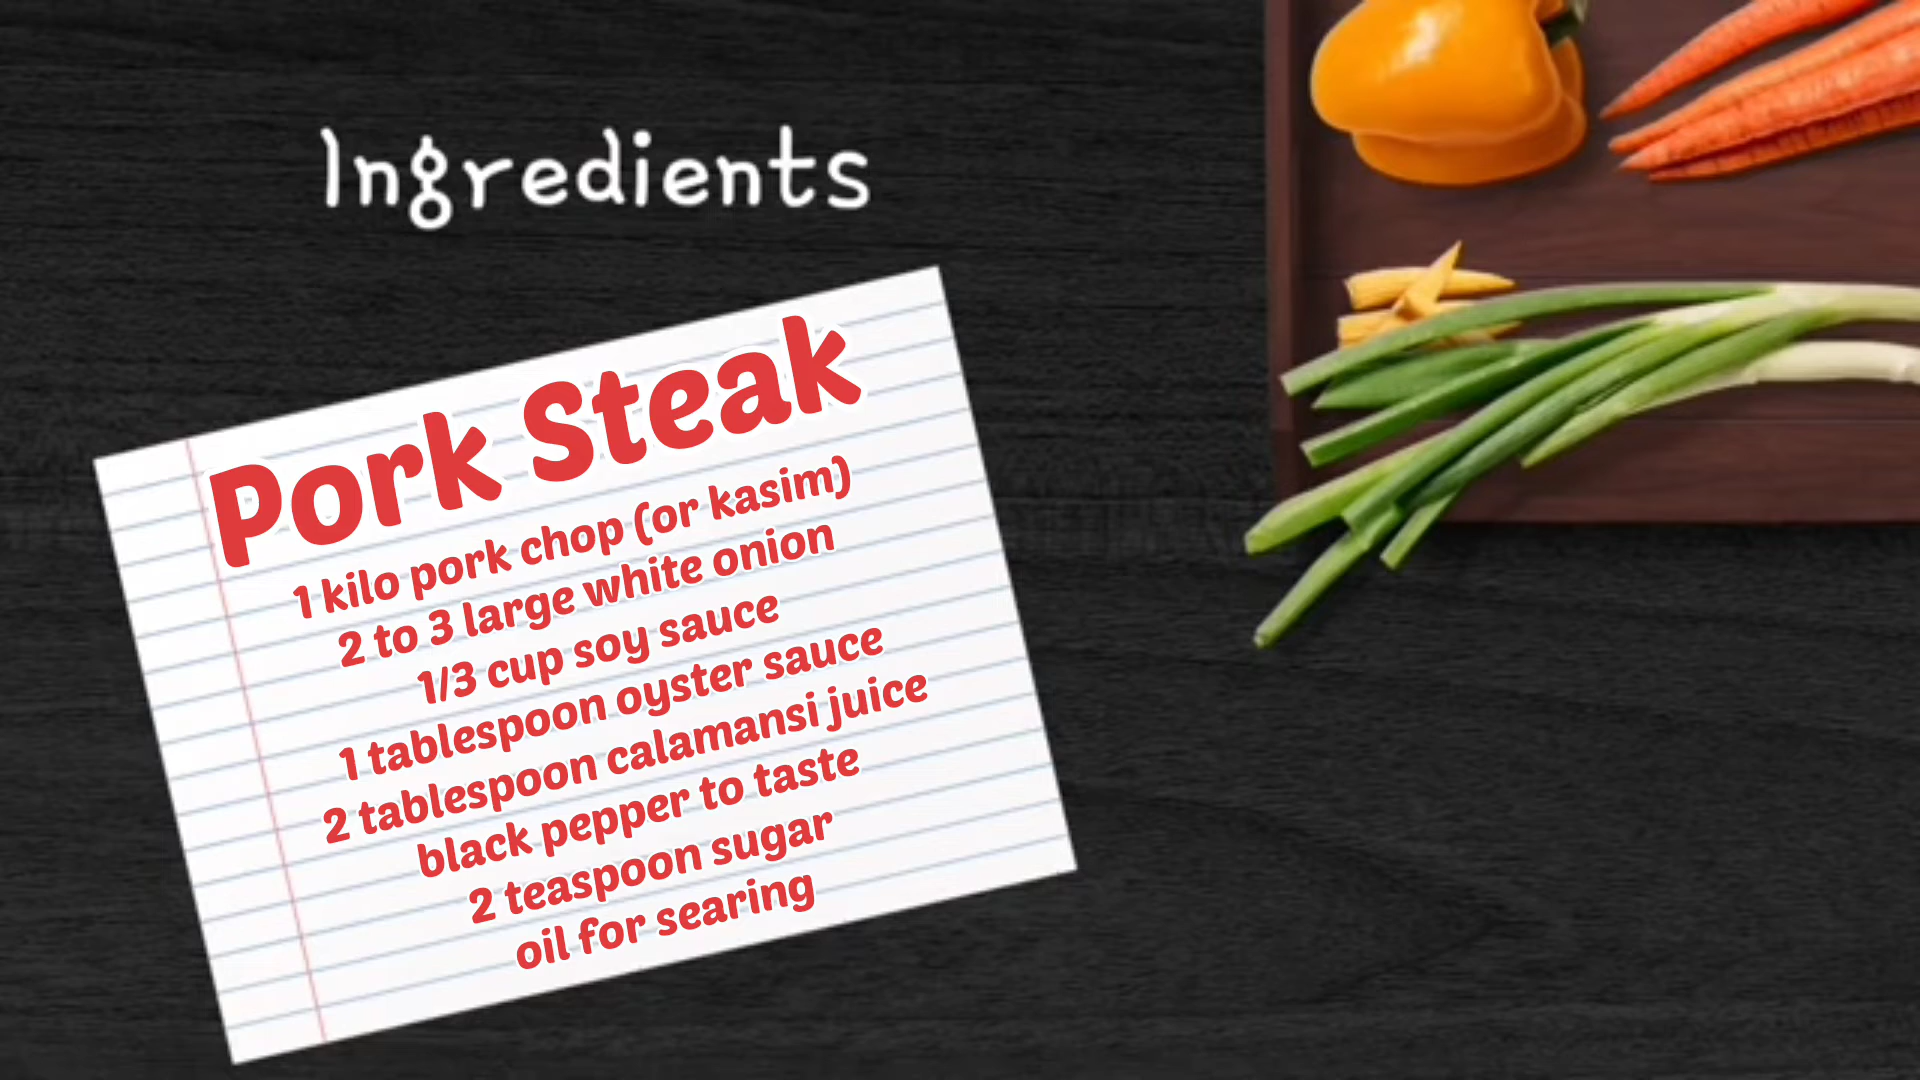 Ingredients
Pork Steak
1 kilo pork chop (or kasim)
2 to 3 large white onion
1/3 cup soy sauce
1 tablespoon oyster sauce
2 tablespoon calamansi juice
black pepper to taste
2 teaspoon sugar
oil for searing